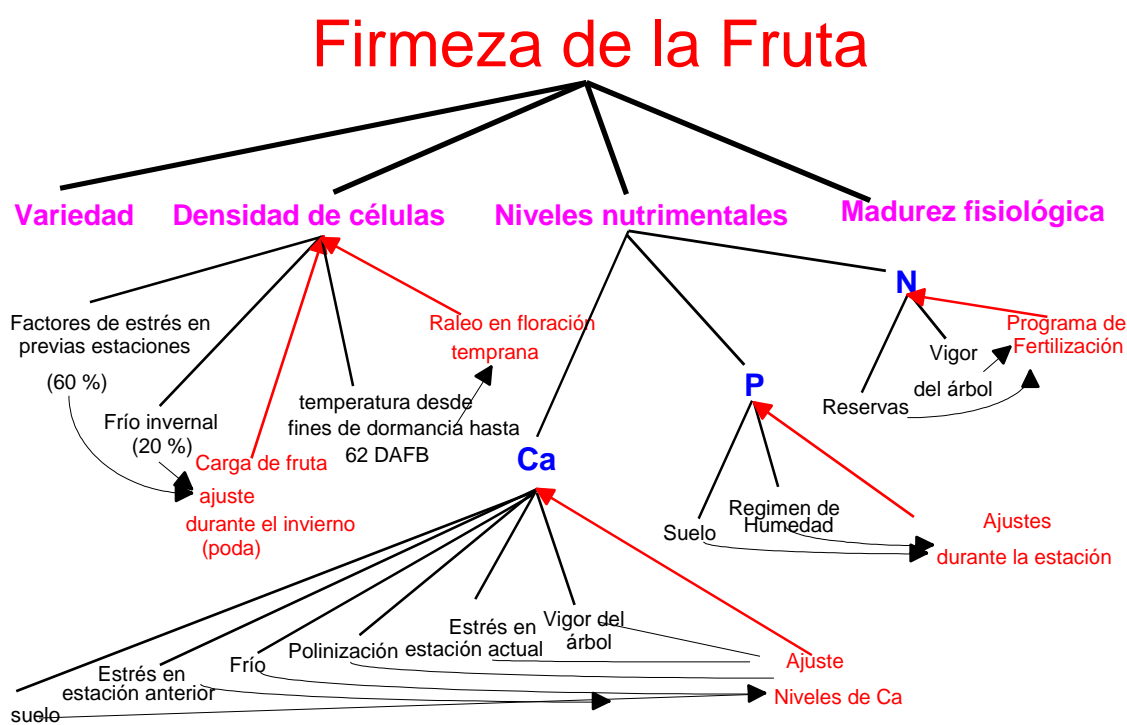 Firmeza de la Fruta
Variedad
Densidad de células
Niveles nutrimentales
Madurez fisiológica
Factores de estrés en
previas estaciones
(60 %)
Frío invernal
(20 %)
Carga de fruta
ajuste
durante el invierno
(poda)
temperatura desde
fines de dormancia hasta
62 DAFB
Raleo en floración
temprana
Ca
P
N
Reservas
Vigor
del árbol
Programa de
Fertilización
Suelo
Regimen de
Humedad
Ajustes
durante la estación
suelo
Estrés en
estación anterior
Frío
Polinización
Estrés en
estación actual
Vigor del
árbol
Ajuste
Niveles de Ca